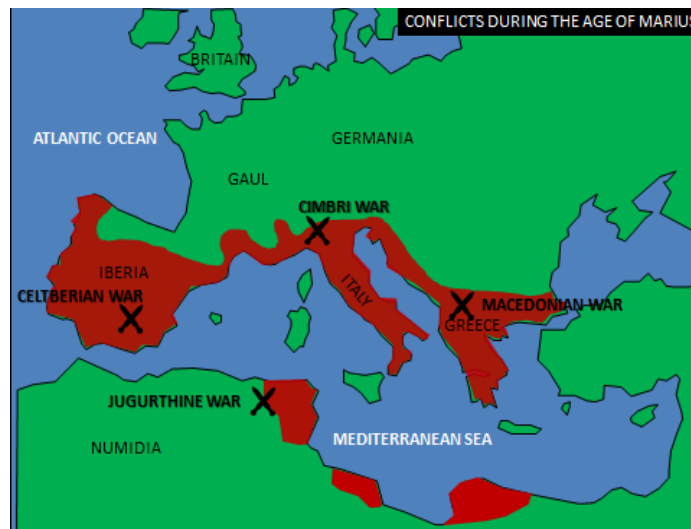 CONFLICTS DURING THE AGE OF MARIUS
BRITAIN
ATLANTIC OCEAN
GERMANIA
GAUL
CIMBRI WAR
IBERIA
CELTBERIAN WAR
ITALY
MACEDONIAN WAR
GREECE
JUGURTHINE WAR
MEDITERRANEAN SEA
NUMIDIA